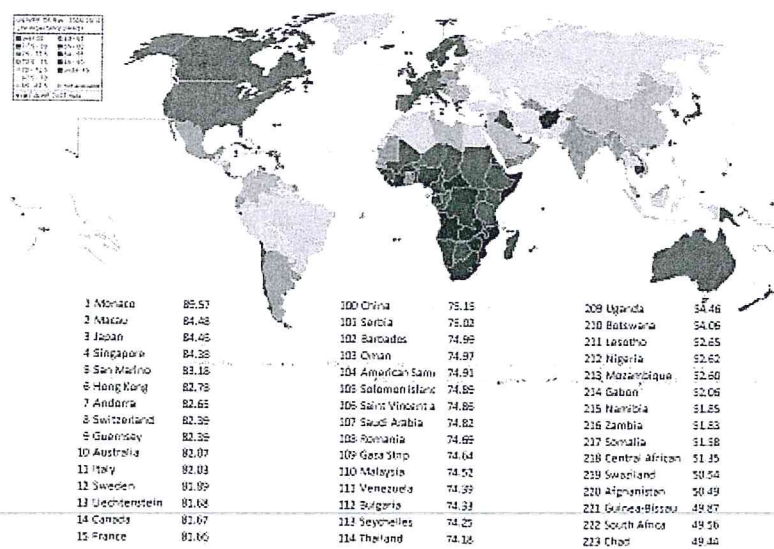 1 Monaco 89.57
2 Macau 84.48
3 Japan 84.46
4 Singapore 84.38
5 San Marino 83.18
6 Hong Kong 82.78
7 Andorra 82.65
8 Switzerland 82.39
9 Guernsey 82.39
10 Australia 82.07
11 Italy 82.03
12 Sweden 81.89
13 Liechtenstein 81.68
14 Canada 81.67
15 France 81.66
100 China 75.15
101 Serbia 75.02
102 Barbados 74.99
103 Oman 74.97
104 American Sam 74.91
105 Solomon Islanc 74.89
106 Saint Vincent a 74.86
107 Saudi Arabia 74.82
108 Romania 74.69
109 Gaza Strip 74.64
110 Malaysia 74.52
111 Venezuela 74.39
112 Bulgaria 74.33
113 Seychelles 74.25
114 Thailand 74.18
209 Uganda 54.46
210 Botswana 54.06
211 Lesotho 52.65
212 Nigeria 52.62
213 Mozambique 52.60
214 Gabon 52.06
215 Namibia 51.85
216 Zambia 51.83
217 Somalia 51.58
218 Central African 51.35
219 Swaziland 50.54
220 Afghanistan 50.49
221 Guinea-Bissau 49.87
222 South Africa 49.56
223 Chad 49.44